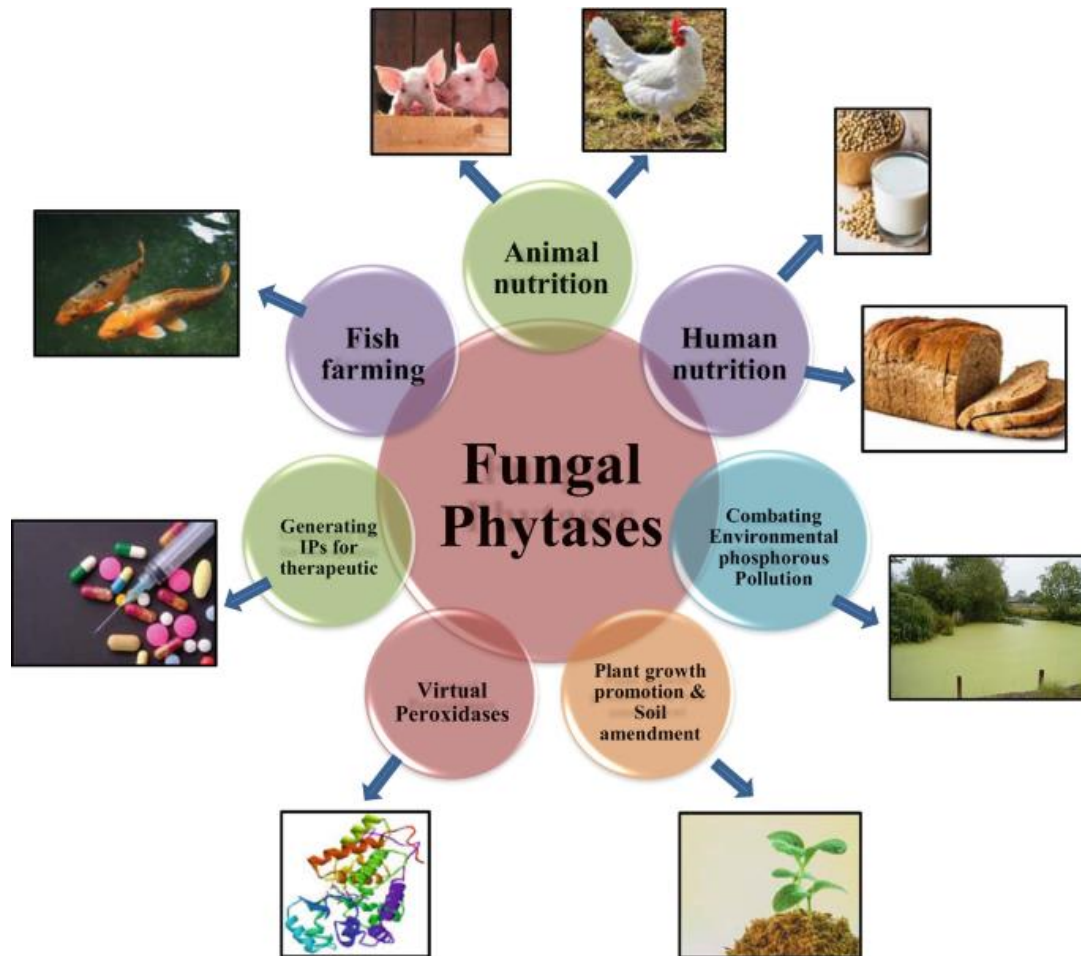 Animal
nutrition
Fish
farming
Human
nutrition
Fungal
Phytases
Generating
IPs for
therapeutic
Combating
Environmental
phosphorous
Pollution
Virtual
Peroxidases
Plant growth
promotion &
Soil
amendment